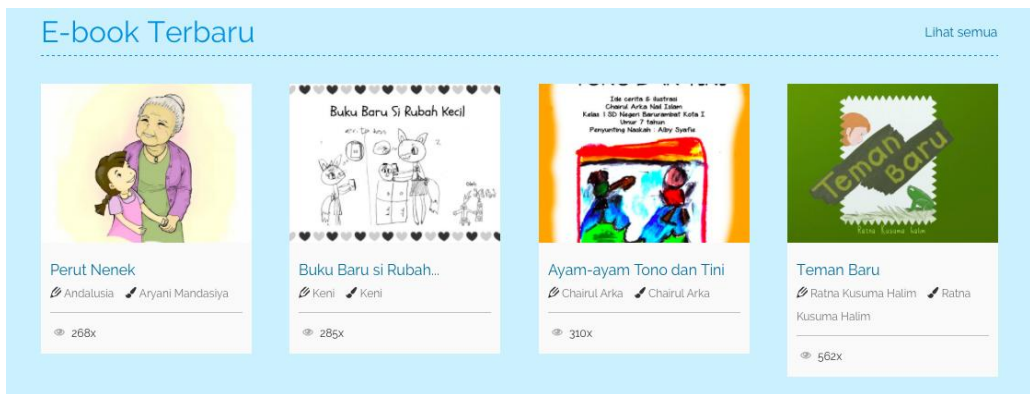 E-book Terbaru
Lihat semua
Buku Baru Si Rubah Kecil
Perut Nenek
Andalusia Aryani Mandasiya
268x
Buku Baru si Rubah...
Keni Keni
285x
Ide cerita & ilustrasi
Chairul Arka Nail Islam
Kelas 1 SD Negeri Barurambat Kota I
Umur 7 tahun
Penyunting Naskah : Alby Syafie
Ayam-ayam Tono dan Tini
Chairul Arka Chairul Arka
310x
Teman
Baru
Ratna Kusuma Halim
Teman Baru
Ratna Kusuma Halim Ratna
Kusuma Halim
562x